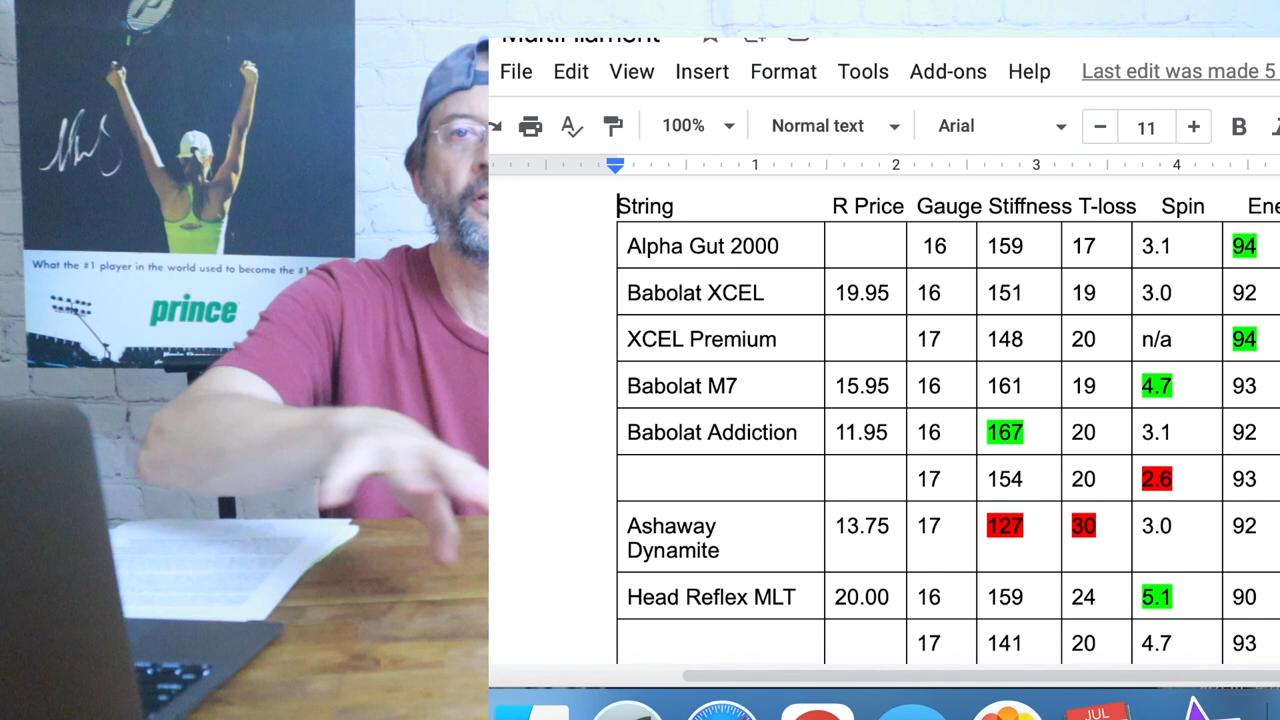 What the #1 player in the world used to become the #1
prince
MultiFilament
File Edit View Insert Format Tools Add-ons Help Last edit was made 5
100% Normal text Arial − 11 + B
1 2 3 4
String R Price Gauge Stiffness T-loss Spin Ene
Alpha Gut 2000 16 159 17 3.1 94
Babolat XCEL 19.95 16 151 19 3.0 92
XCEL Premium 17 148 20 n/a 94
Babolat M7 15.95 16 161 19 4.7 93
Babolat Addiction 11.95 16 167 20 3.1 92
17 154 20 2.6 93
Ashaway Dynamite 13.75 17 127 30 3.0 92
Head Reflex MLT 20.00 16 159 24 5.1 90
17 141 20 4.7 93
JUL